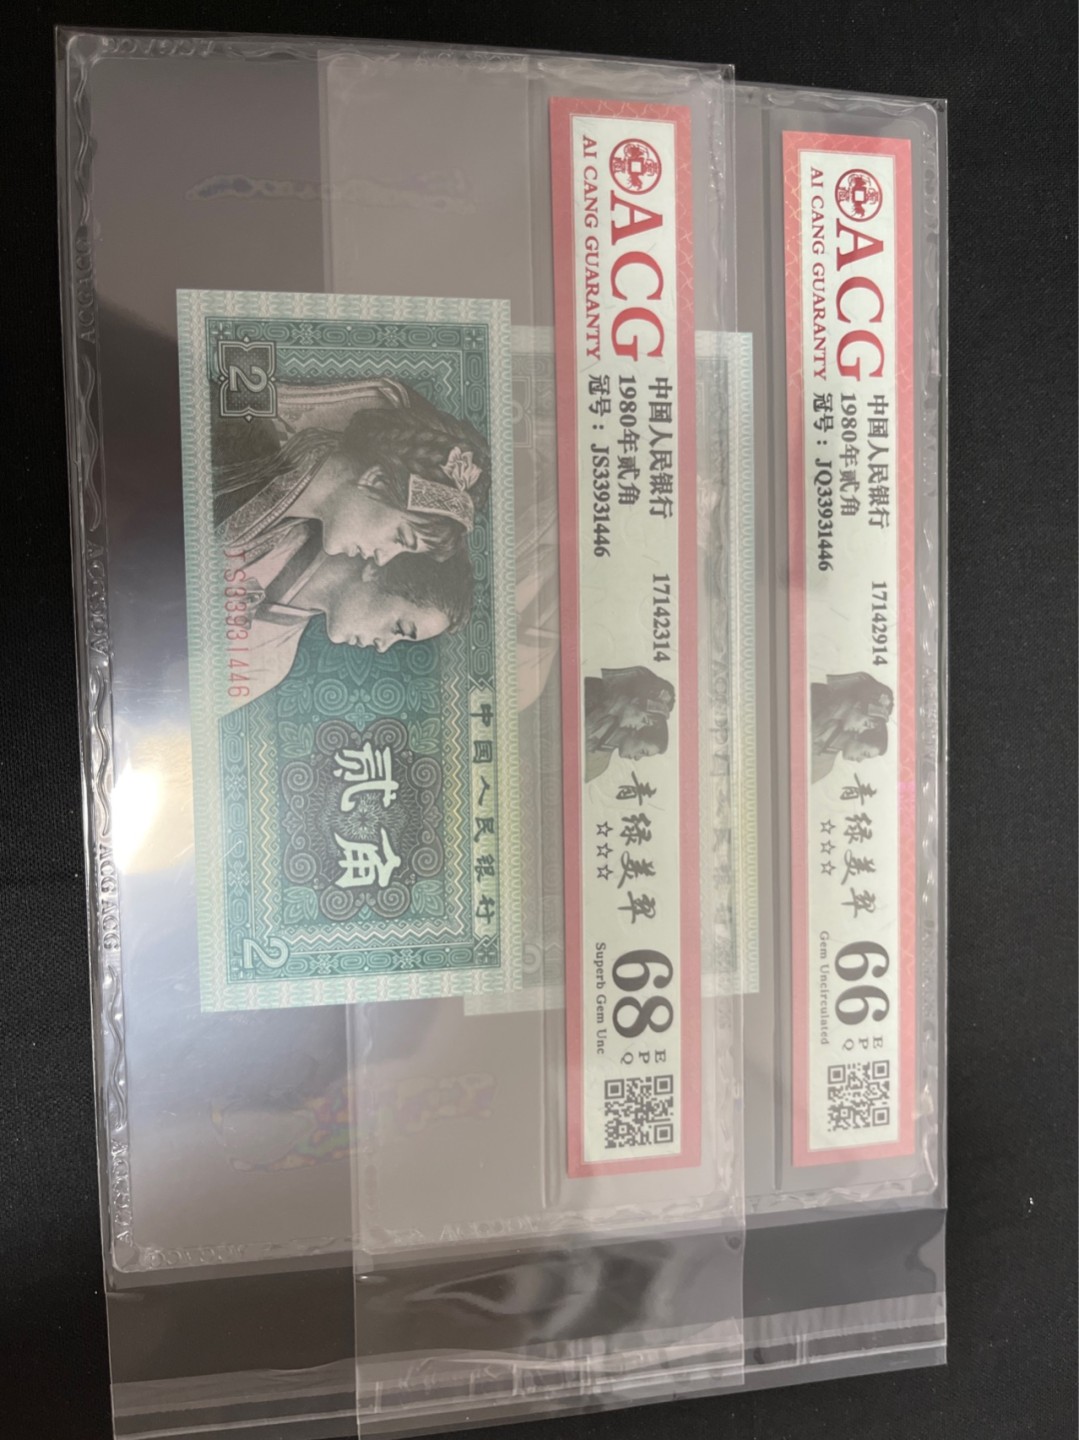 ACG
AI CANG GUARANTY
中国人民银行
1980年贰角
冠号：JQ33931446
17142914
青绿美翠
☆☆☆
66
EPQ
Gem Uncirculated
ACG
AI CANG GUARANTY
中国人民银行
1980年贰角
冠号：JS33931446
17142314
青绿美翠
☆☆☆
68
EPQ
Superb Gem Unc
中国人民银行
贰角
2
2
JS33931446
ACG ACG